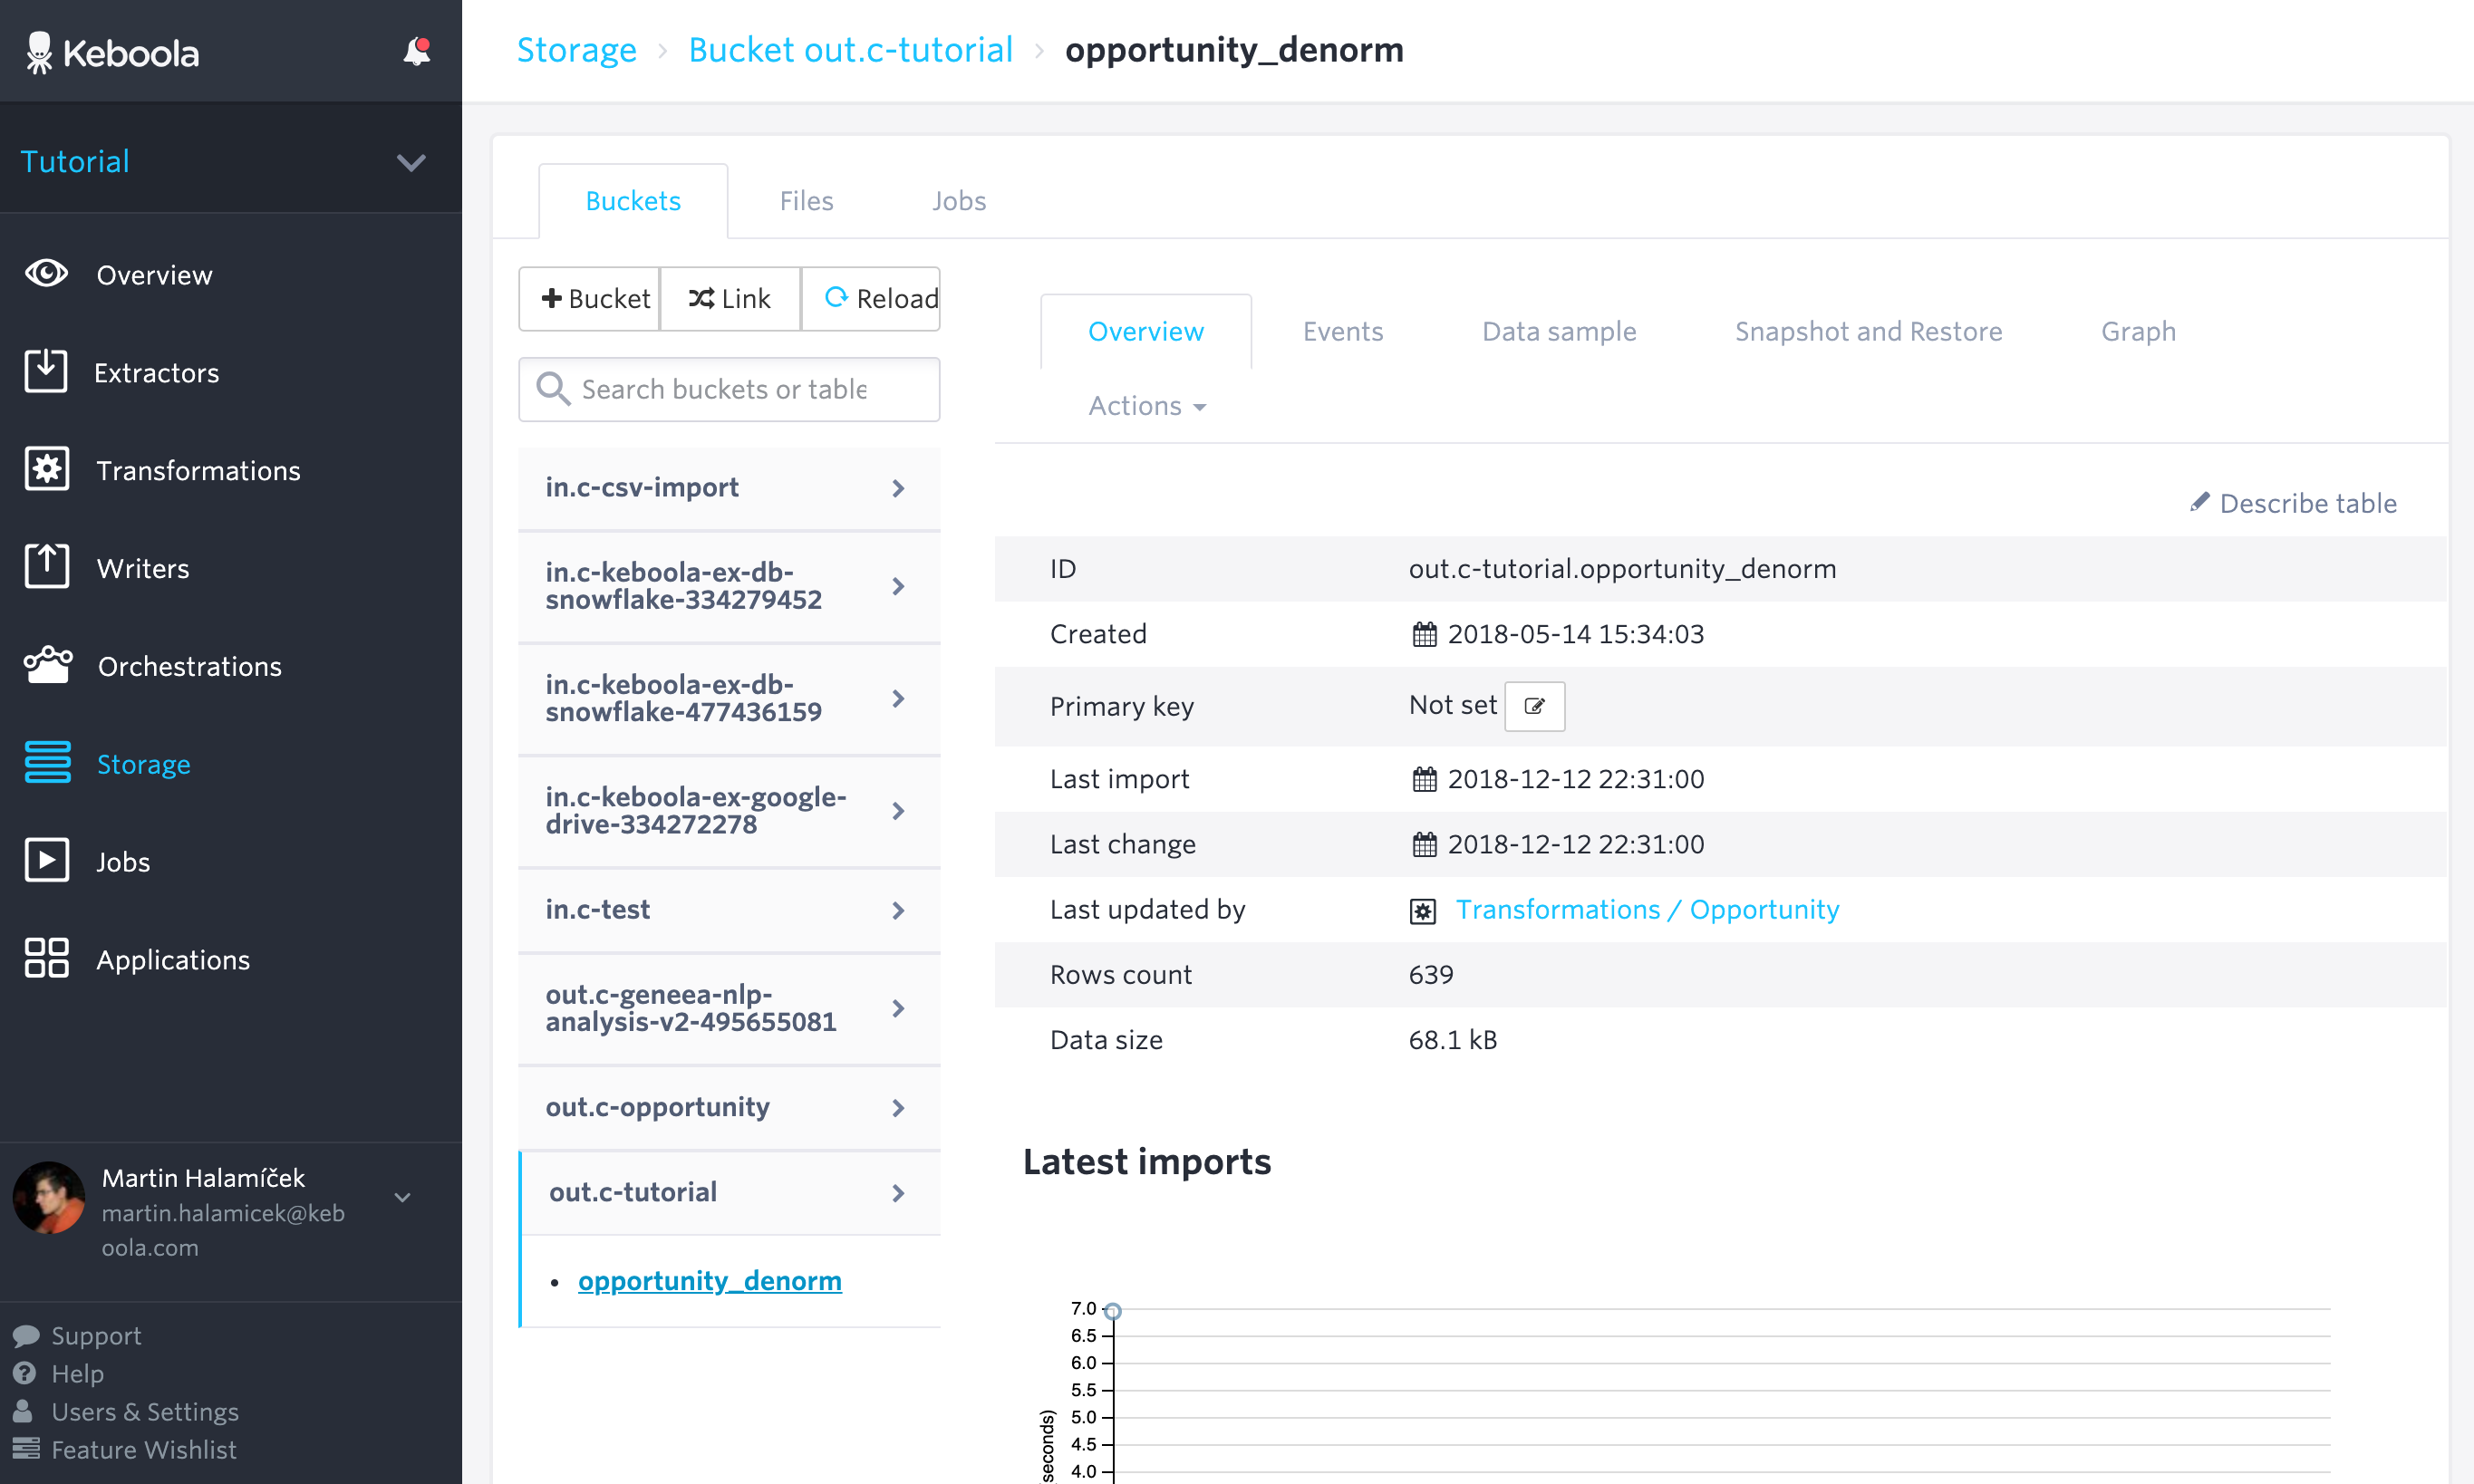 Keboola
Tutorial
Overview
Extractors
Transformations
Writers
Orchestrations
Storage
Jobs
Applications
Martin Halamíček
martin.halamicek@keb
oola.com
Support
Help
Users & Settings
Feature Wishlist
Storage > Bucket out.c-tutorial > opportunity_denorm
Buckets Files Jobs
Bucket Link Reload
Search buckets or table
in.c-csv-import
in.c-keboola-ex-db-
snowflake-334279452
in.c-keboola-ex-db-
snowflake-477436159
in.c-keboola-ex-google-
drive-334272278
in.c-test
out.c-geneea-nlp-
analysis-v2-495655081
out.c-opportunity
out.c-tutorial
• opportunity_denorm
Overview Events Data sample Snapshot and Restore Graph
Actions
Describe table
ID out.c-tutorial.opportunity_denorm
Created 2018-05-14 15:34:03
Primary key Not set
Last import 2018-12-12 22:31:00
Last change 2018-12-12 22:31:00
Last updated by Transformations / Opportunity
Rows count 639
Data size 68.1 kB
Latest imports
7.0
6.5
6.0
5.5
5.0
4.5
4.0
seconds)